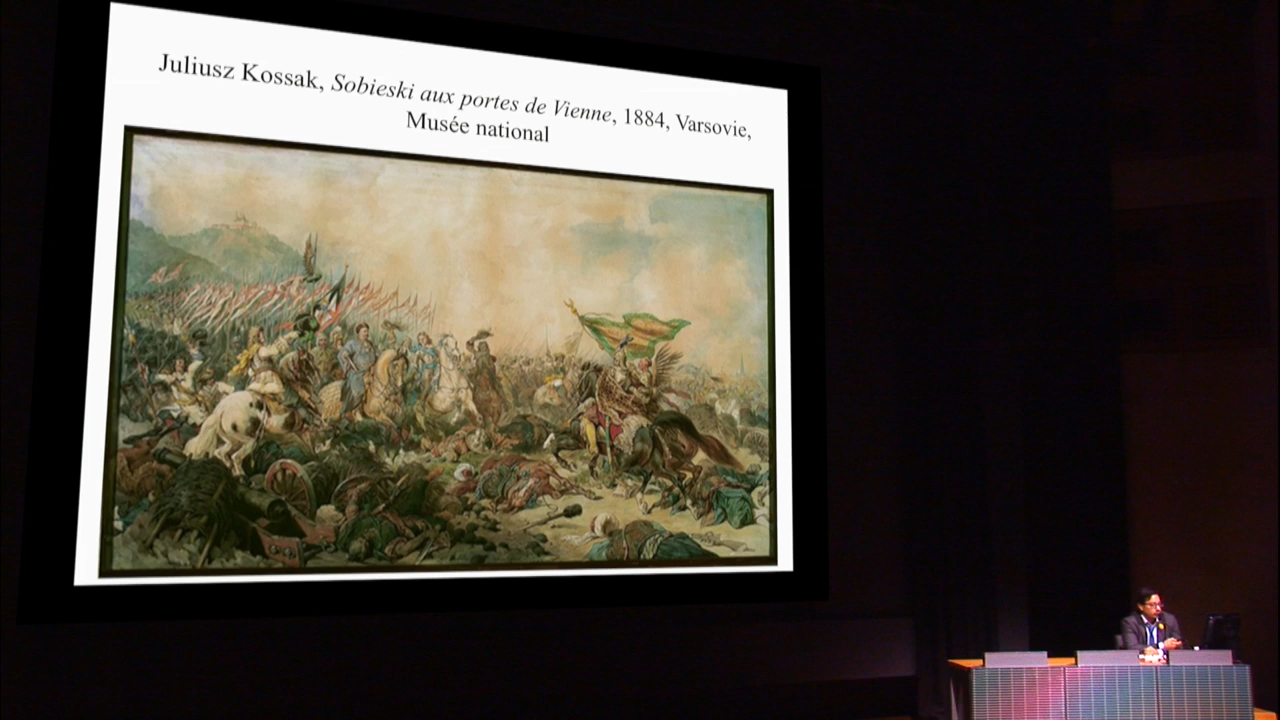 Juliusz Kossak, Sobieski aux portes de Vienne, 1884, Varsovie,
Musée national